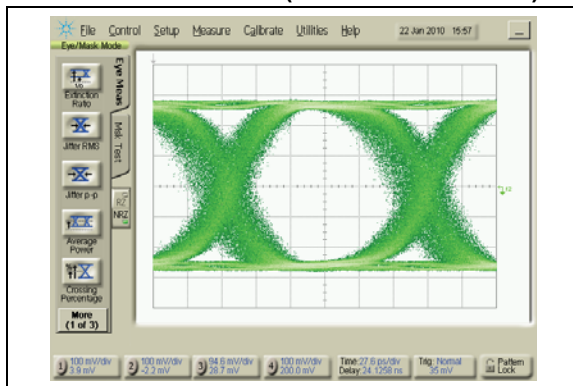 File Control Setup Measure Calibrate Utilities Help 22 Jan 2010 15:57
Eye/Mask Mode
Extinction
Ratio
Jitter RMS
Jitter p-p
Average
Power
Crossing
Percentage
More
(1 of 3)
Eye Meas
Msk Test
RZ
NRZ
1) 100 mV/div
3.9 mV
2) 100 mV/div
-2.2 mV
3) 94.6 mV/div
28.7 mV
4) 100 mV/div
200.0 mV
Time:27.6 ps/div
Delay:24.1258 ns
Trig: Normal
35 mV
Pattern
Lock